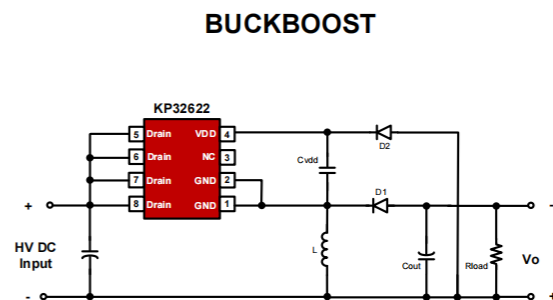 BUCKBOOST
KP32622
5 Drain VDD 4
6 Drain NC 3
7 Drain GND 2
8 Drain GND 1
D2
Cvdd
D1
+
-
HV DC
Input
L
Cout
Rload
Vo
-
+